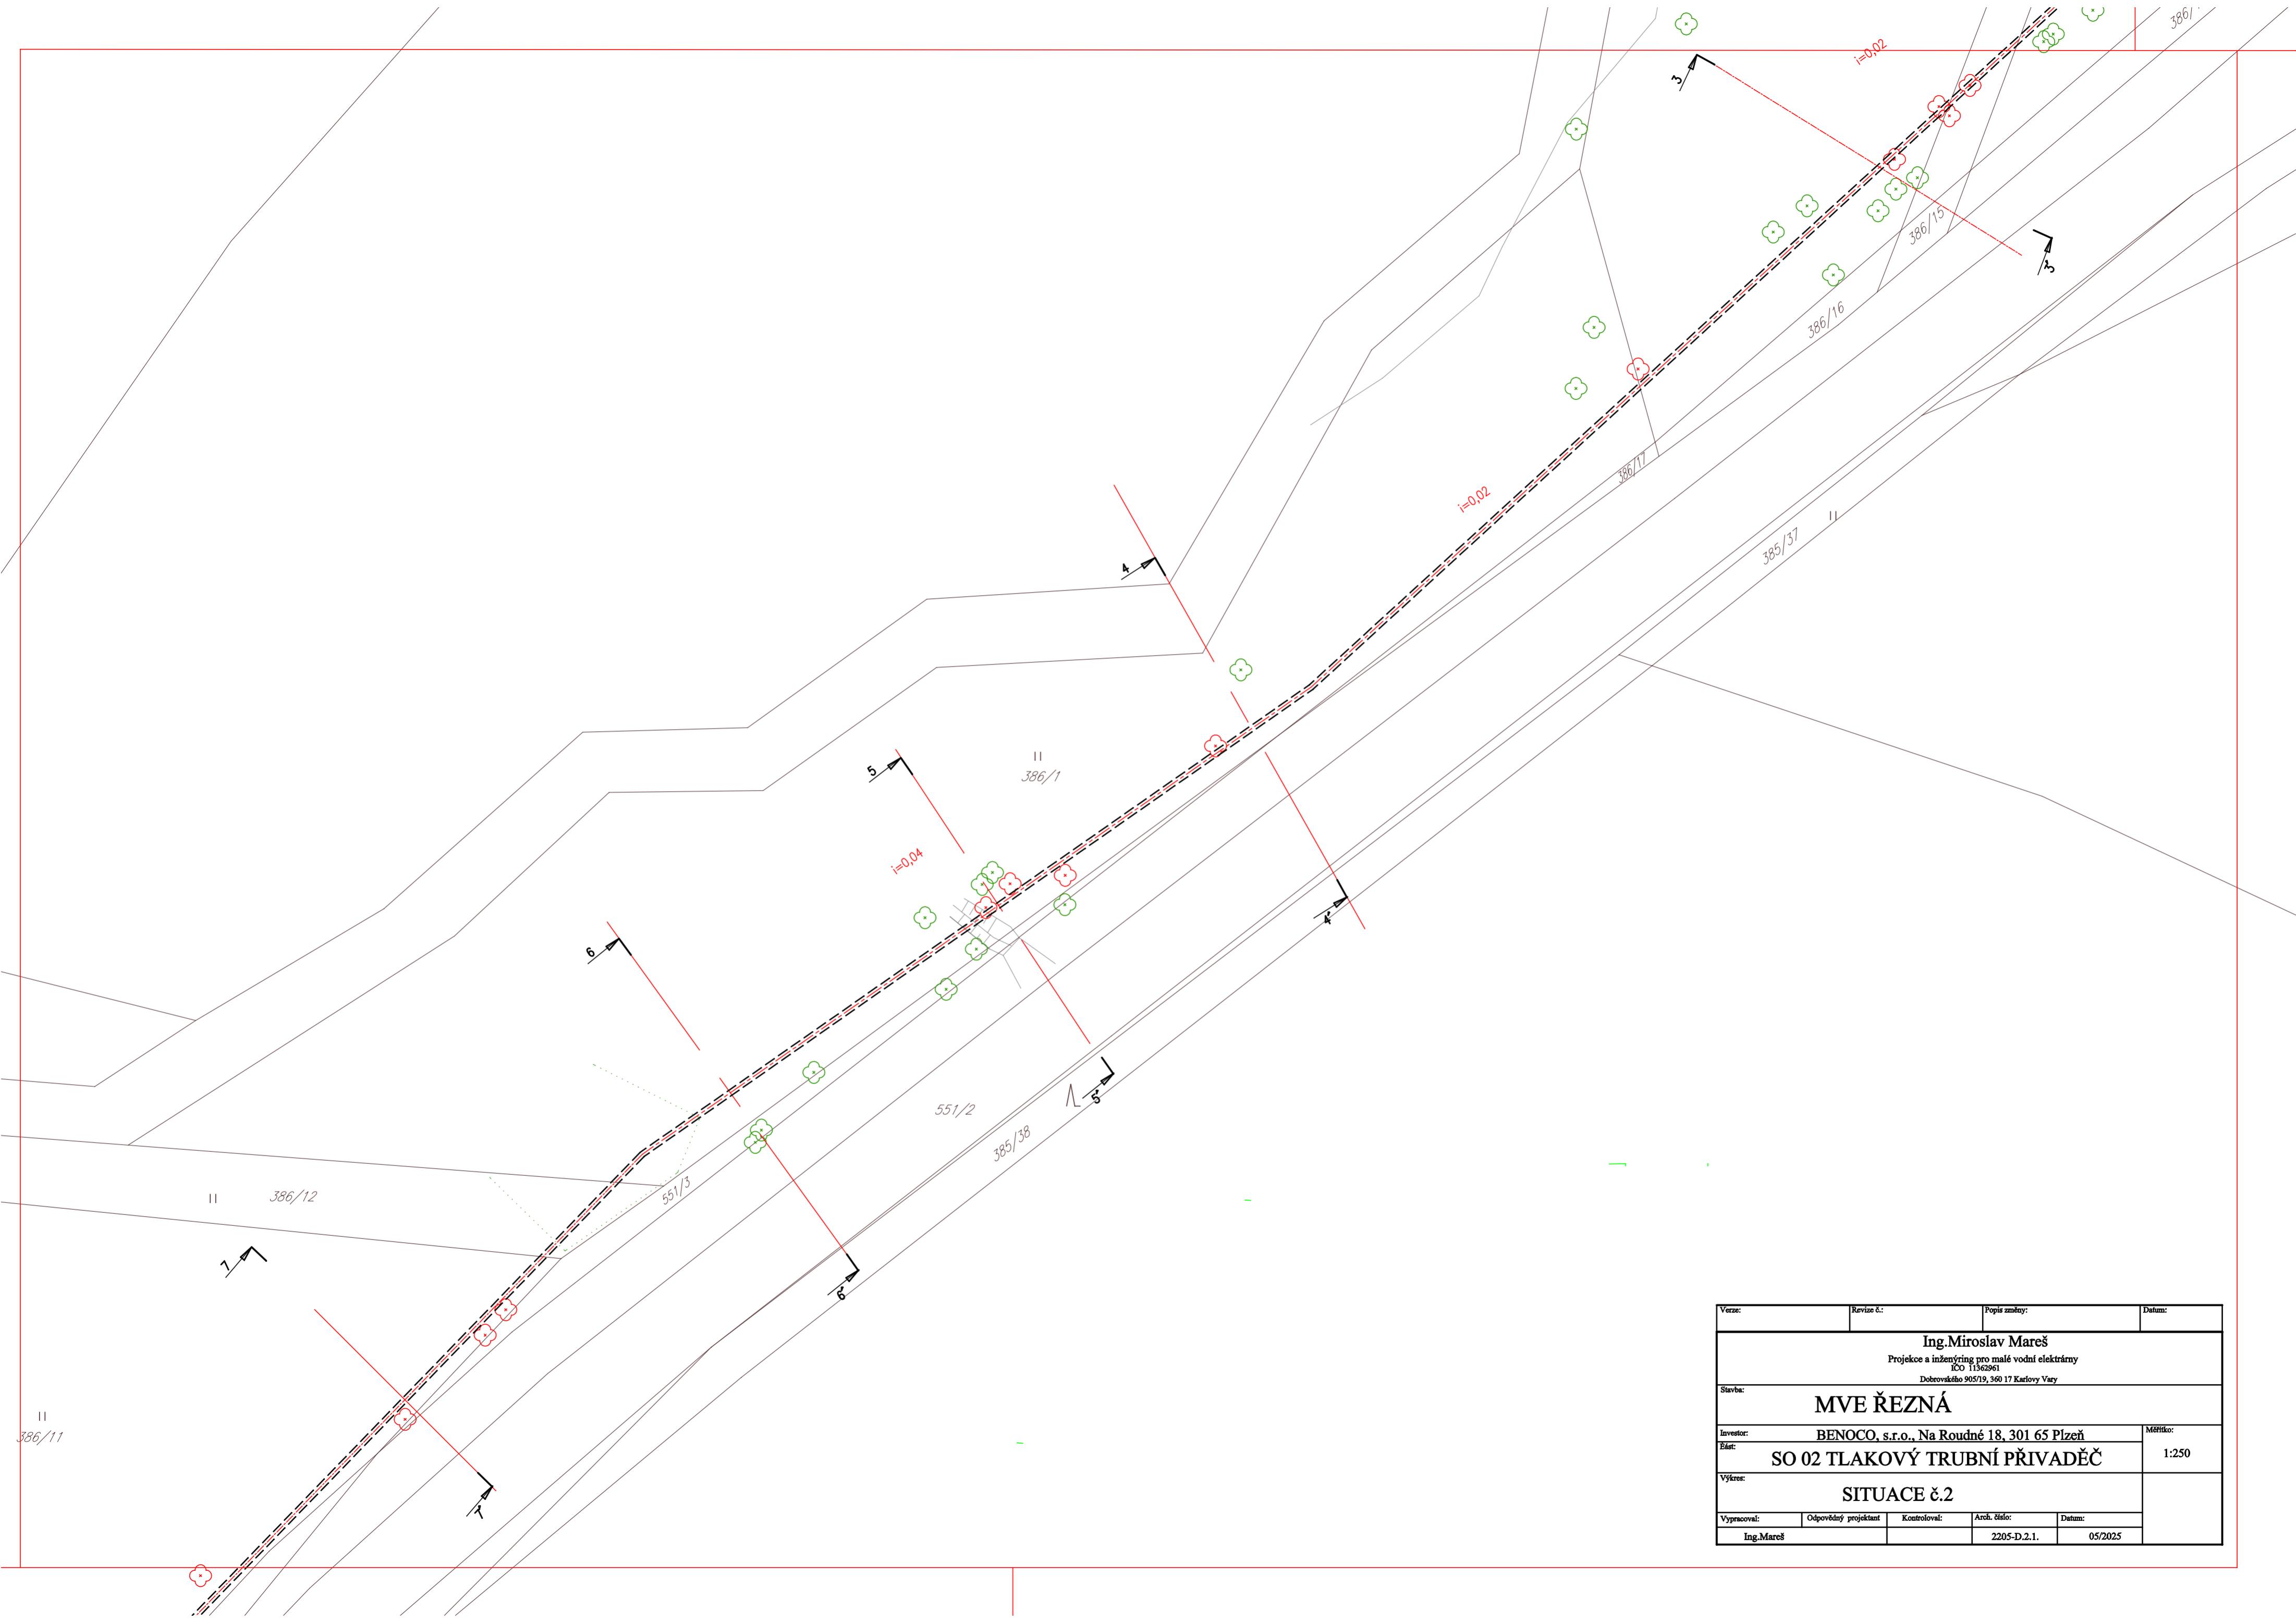 386/
i=0,02
3
386/15
3'
386/16
i=0,02
386/17
385/37
4
5
386/1
i=0,04
4'
6
5'
551/2
385/38
551/3
386/12
7
6'
386/11
7'
Verze: Revize č.: Popis změny: Datum:
Ing.Miroslav Mareš
Projekce a inženýring pro malé vodní elektrárny
IČO 11362961
Dobrovského 905/19, 360 17 Karlovy Vary
Stavba:
MVE ŘEZNÁ
Investor: BENOCO, s.r.o., Na Roudné 18, 301 65 Plzeň
Měřítko:
1:250
Část:
SO 02 TLAKOVÝ TRUBNÍ PŘIVADĚČ
Výkres:
SITUACE č.2
Vypracoval: Odpovědný projektant Kontroloval: Arch. číslo: Datum:
Ing.Mareš 2205-D.2.1. 05/2025